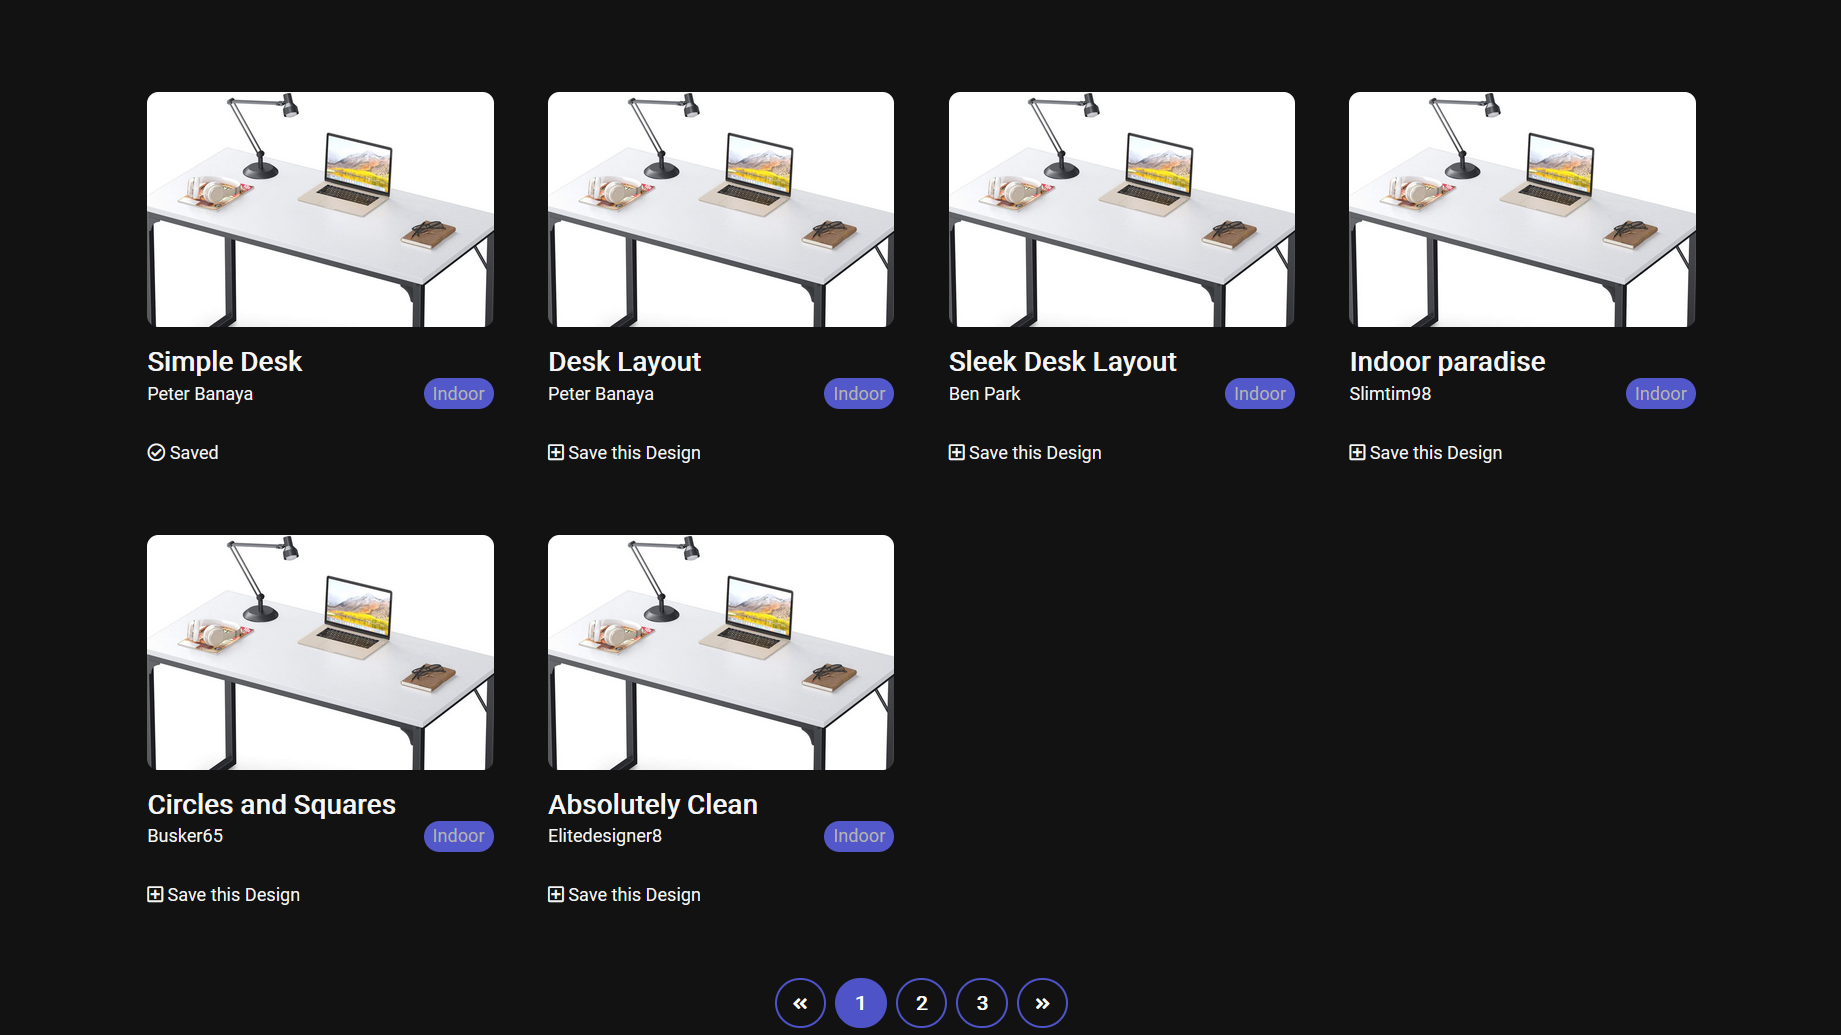 Simple Desk
Peter Banaya
Indoor
Saved
Desk Layout
Peter Banaya
Indoor
Save this Design
Sleek Desk Layout
Ben Park
Indoor
Save this Design
Indoor paradise
Slimtim98
Indoor
Save this Design
Circles and Squares
Busker65
Indoor
Save this Design
Absolutely Clean
Elitedesigner8
Indoor
Save this Design
« 1 2 3 »